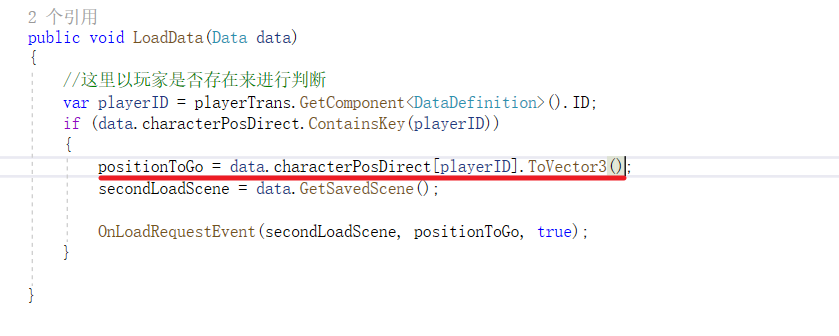 2 个引用
public void LoadData(Data data)
{
//这里以玩家是否存在来进行判断
var playerID = playerTrans.GetComponent<DataDefinition>().ID;
if (data.characterPosDirect.ContainsKey(playerID))
{
positionToGo = data.characterPosDirect[playerID].ToVector3();
secondLoadScene = data.GetSavedScene();
OnLoadRequestEvent(secondLoadScene, positionToGo, true);
}
}